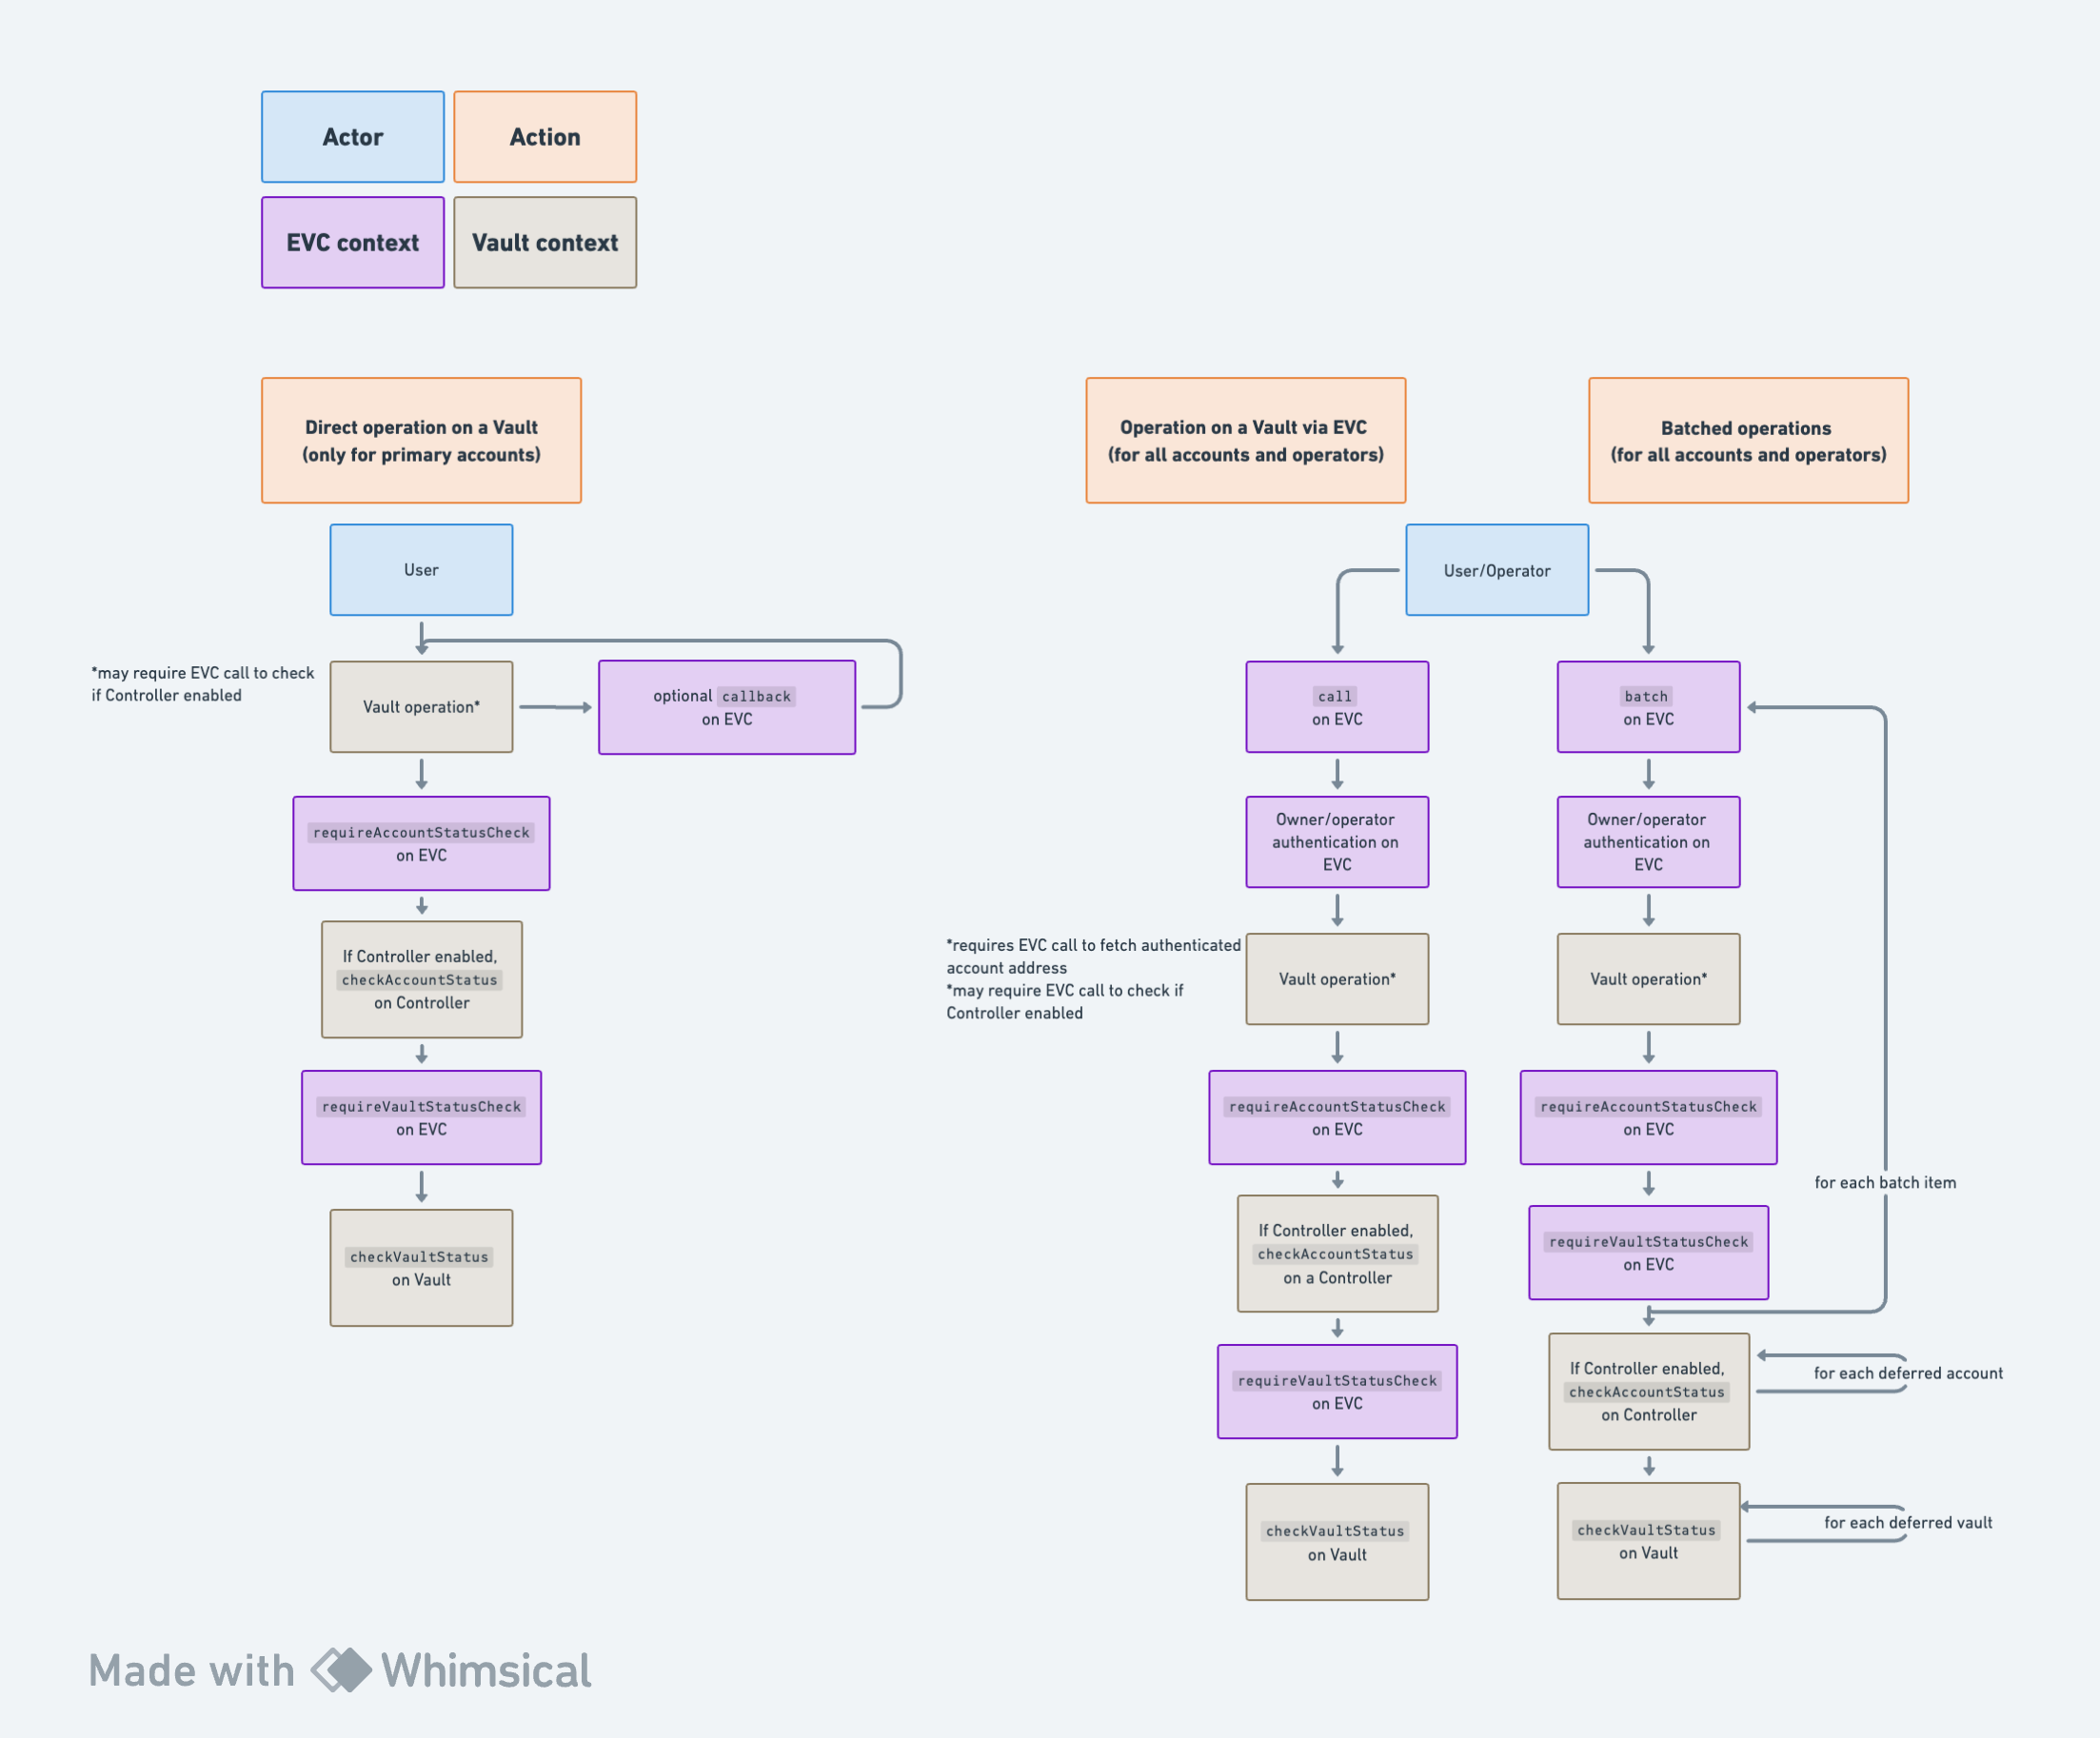 Actor
Action
EVC context
Vault context
Direct operation on a Vault
(only for primary accounts)
User
*may require EVC call to check
if Controller enabled
Vault operation*
optional callback
on EVC
requireAccountStatusCheck
on EVC
If Controller enabled,
checkAccountStatus
on Controller
requireVaultStatusCheck
on EVC
checkVaultStatus
on Vault
Operation on a Vault via EVC
(for all accounts and operators)
Batched operations
(for all accounts and operators)
User/Operator
call
on EVC
Owner/operator
authentication on
EVC
*requires EVC call to fetch authenticated
account address
*may require EVC call to check if
Controller enabled
Vault operation*
requireAccountStatusCheck
on EVC
If Controller enabled,
checkAccountStatus
on a Controller
requireVaultStatusCheck
on EVC
checkVaultStatus
on Vault
batch
on EVC
Owner/operator
authentication on
EVC
Vault operation*
requireAccountStatusCheck
on EVC
for each batch item
requireVaultStatusCheck
on EVC
If Controller enabled,
checkAccountStatus
on Controller
for each deferred account
checkVaultStatus
on Vault
for each deferred vault
Made with Whimsical